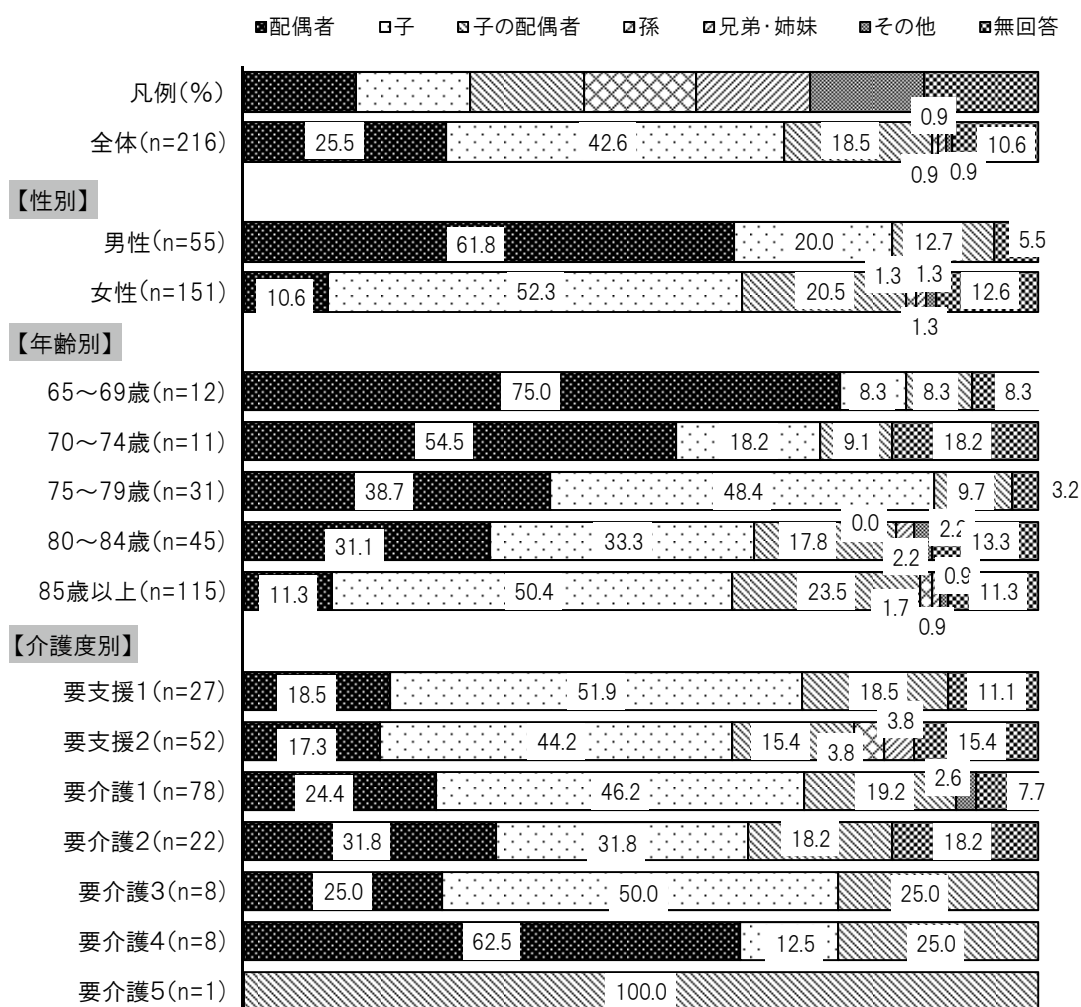 配偶者 子 子の配偶者 孫 兄弟・姉妹 その他 無回答
凡例(%)
全体(n=216) 25.5 42.6 18.5 0.9 0.9 0.9 10.6
【性別】
男性(n=55) 61.8 20.0 12.7 5.5
女性(n=151) 10.6 52.3 20.5 1.3 1.3 1.3 12.6
【年齢別】
65～69歳(n=12) 75.0 8.3 8.3 8.3
70～74歳(n=11) 54.5 18.2 9.1 18.2
75～79歳(n=31) 38.7 48.4 9.7 3.2
80～84歳(n=45) 31.1 33.3 17.8 0.0 2.2 2.2 13.3
85歳以上(n=115) 11.3 50.4 23.5 1.7 0.9 0.9 11.3
【介護度別】
要支援1(n=27) 18.5 51.9 18.5 11.1
要支援2(n=52) 17.3 44.2 15.4 3.8 3.8 15.4
要介護1(n=78) 24.4 46.2 19.2 2.6 7.7
要介護2(n=22) 31.8 31.8 18.2 18.2
要介護3(n=8) 25.0 50.0 25.0
要介護4(n=8) 62.5 12.5 25.0
要介護5(n=1) 100.0